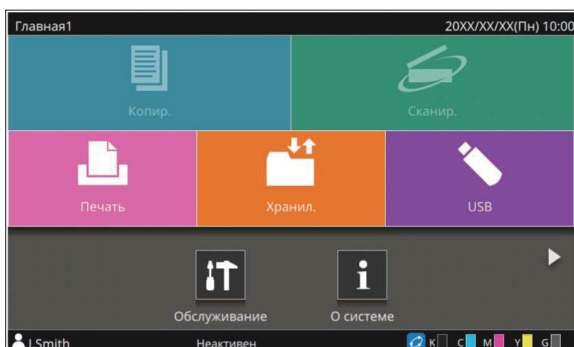 Главная1 20XX/XX/XX(Пн) 10:00
Копир. Сканир.
Печать Хранил. USB
Обслуживание О системе
J.Smith Неактивен K C M Y G